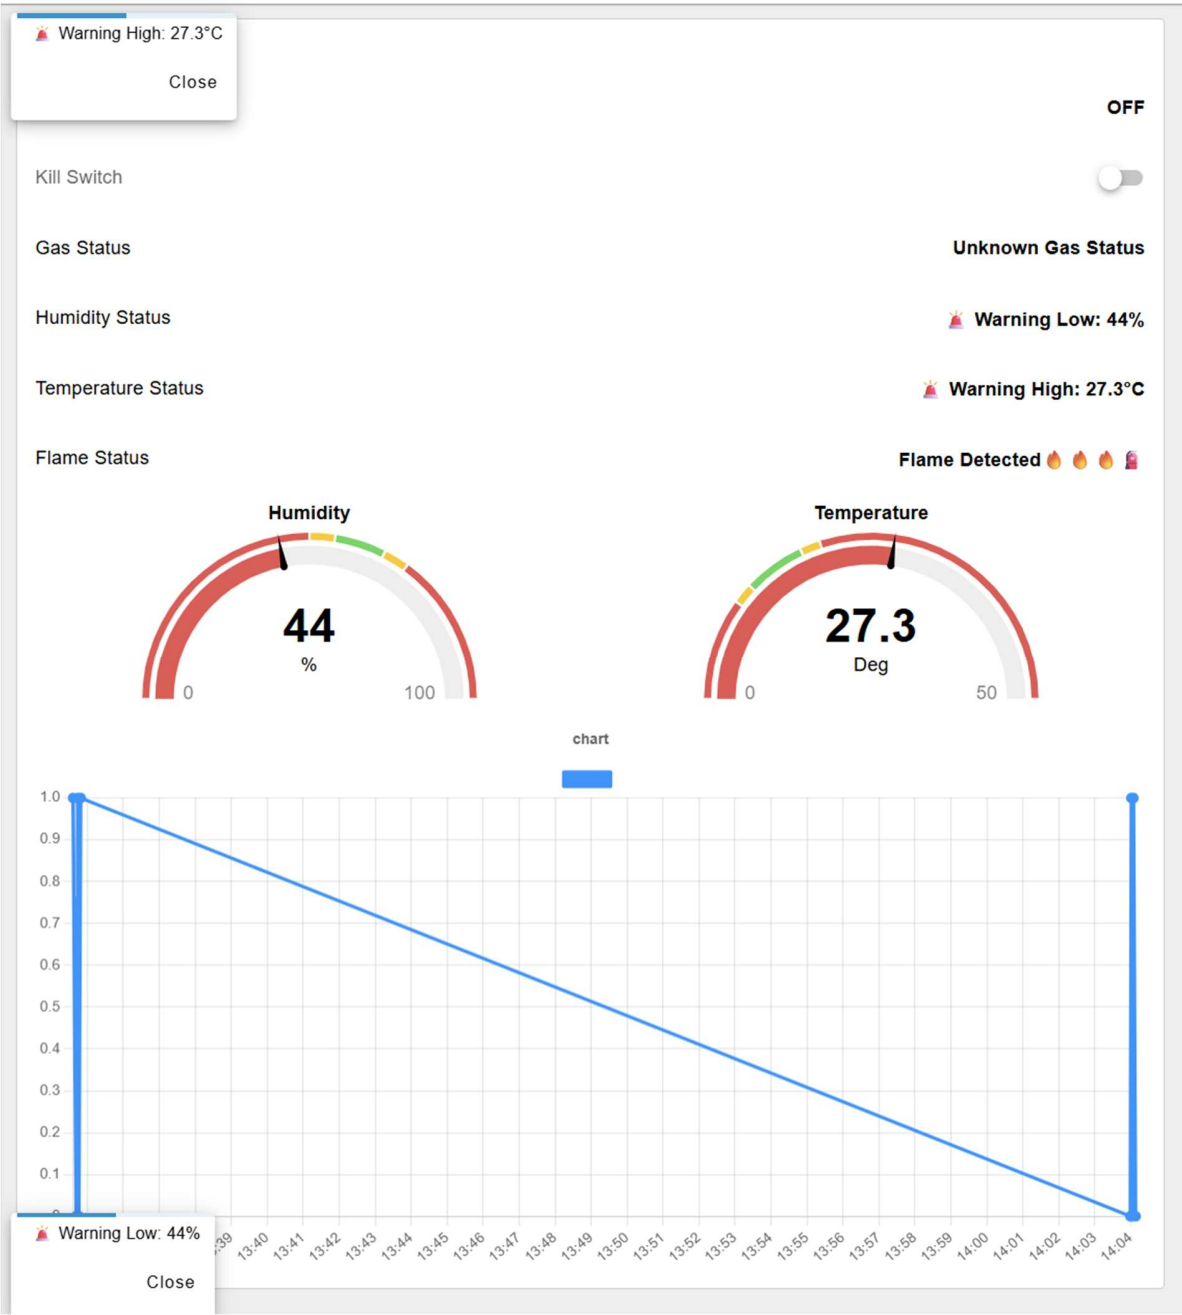 🚨 Warning High: 27.3°C
Close
OFF
Kill Switch
Gas Status Unknown Gas Status
Humidity Status 🚨 Warning Low: 44%
Temperature Status 🚨 Warning High: 27.3°C
Flame Status Flame Detected🔥 🔥 🔥 🧯
Humidity Temperature
44 27.3
% Deg
0 100 0 50
chart
1.0
0.9
0.8
0.7
0.6
0.5
0.4
0.3
0.2
0.1
🚨 Warning Low: 44%
Close
:39 13:40 13:41 13:42 13:43 13:44 13:45 13:46 13:47 13:48 13:49 13:50 13:51 13:52 13:53 13:54 13:55 13:56 13:57 13:58 13:59 14:00 14:01 14:02 14:03 14:04